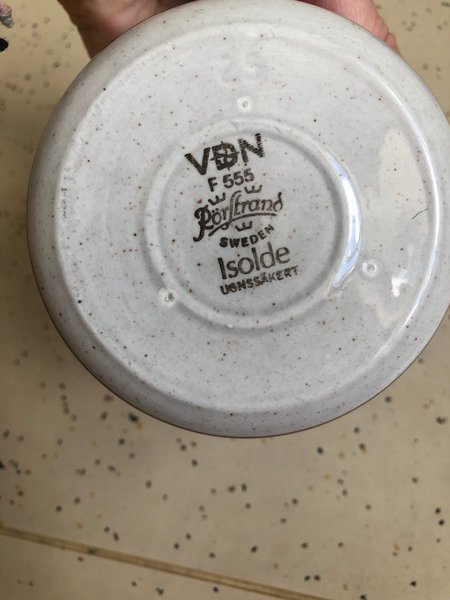 VDN
F 555
Rörstrand
SWEDEN
Isolde
UGNSSÄKERT